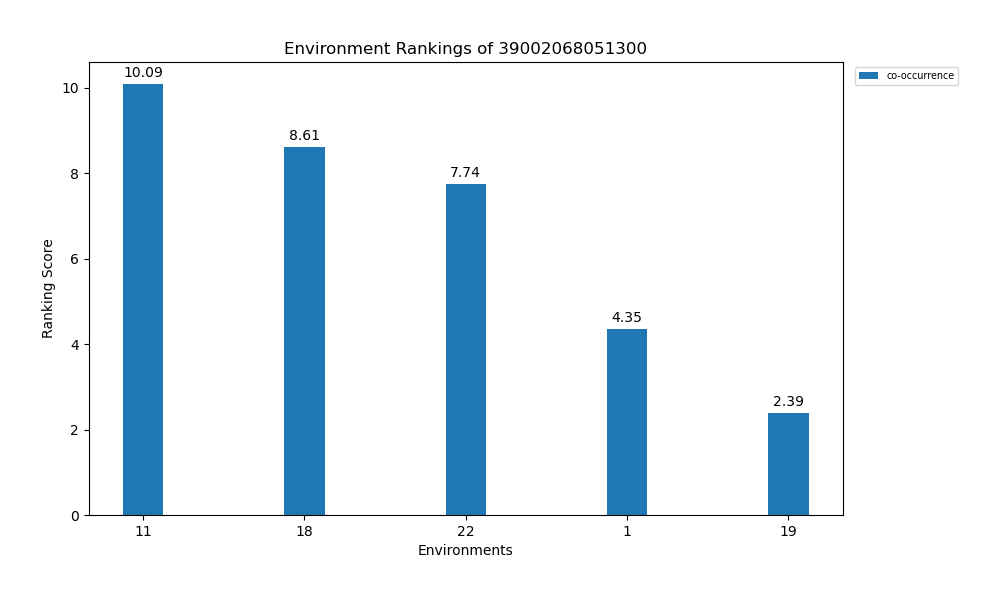 Environment Rankings of 39002068051300
co-occurrence
10.09
8.61
7.74
4.35
2.39
10
8
6
4
2
0
Ranking Score
11 18 22 1 19
Environments